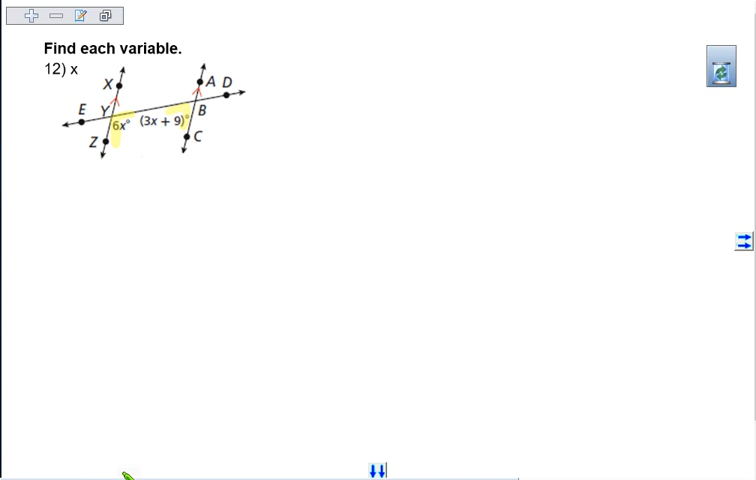 Find each variable.
12) x
X
A D
E Y B
6x° (3x + 9)°
Z C